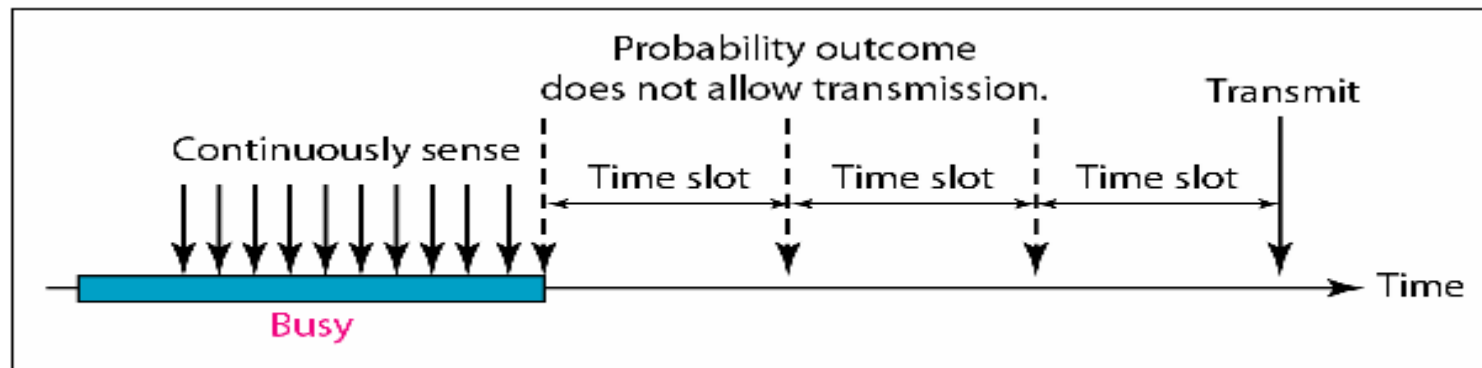 Probability outcome
does not allow transmission.
Transmit
Continuously sense
Time slot
Time slot
Time slot
Time
Busy